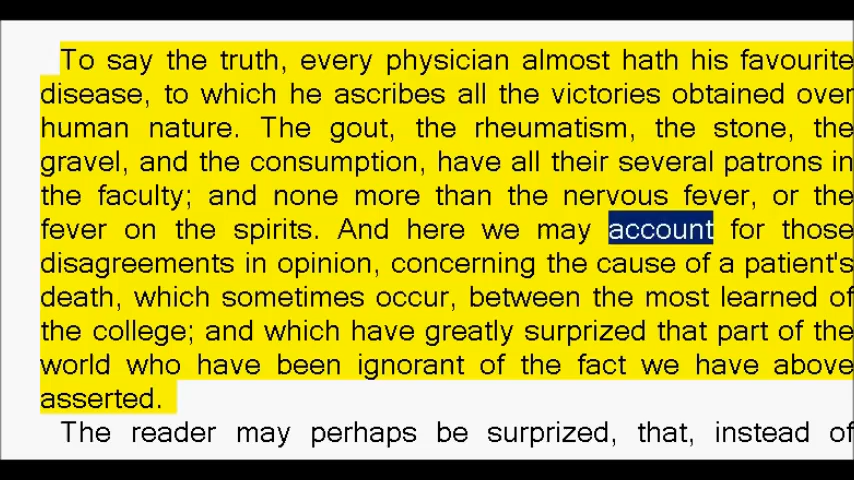 To say the truth, every physician almost hath his favourite
disease, to which he ascribes all the victories obtained over
human nature. The gout, the rheumatism, the stone, the
gravel, and the consumption, have all their several patrons in
the faculty; and none more than the nervous fever, or the
fever on the spirits. And here we may account for those
disagreements in opinion, concerning the cause of a patient's
death, which sometimes occur, between the most learned of
the college; and which have greatly surprized that part of the
world who have been ignorant of the fact we have above
asserted.
The reader may perhaps be surprized, that, instead of